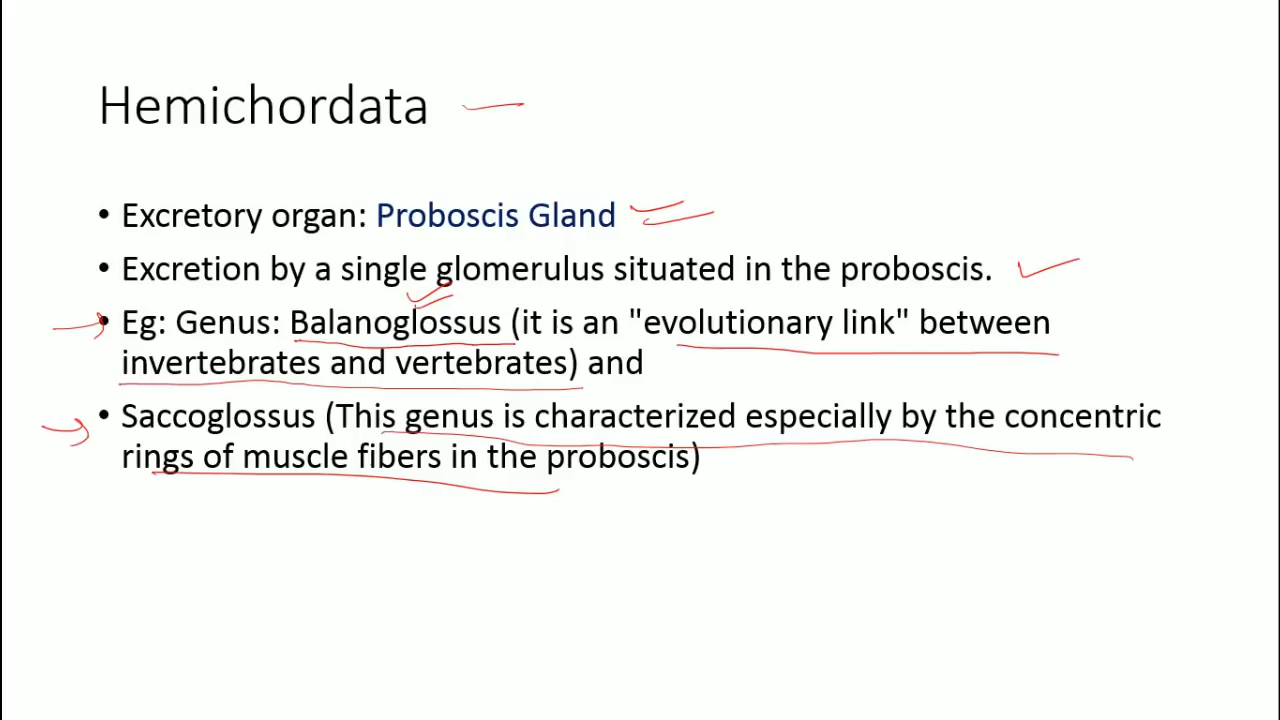 Hemichordata
• Excretory organ: Proboscis Gland
• Excretion by a single glomerulus situated in the proboscis.
• Eg: Genus: Balanoglossus (it is an "evolutionary link" between
invertebrates and vertebrates) and
• Saccoglossus (This genus is characterized especially by the concentric
rings of muscle fibers in the proboscis)